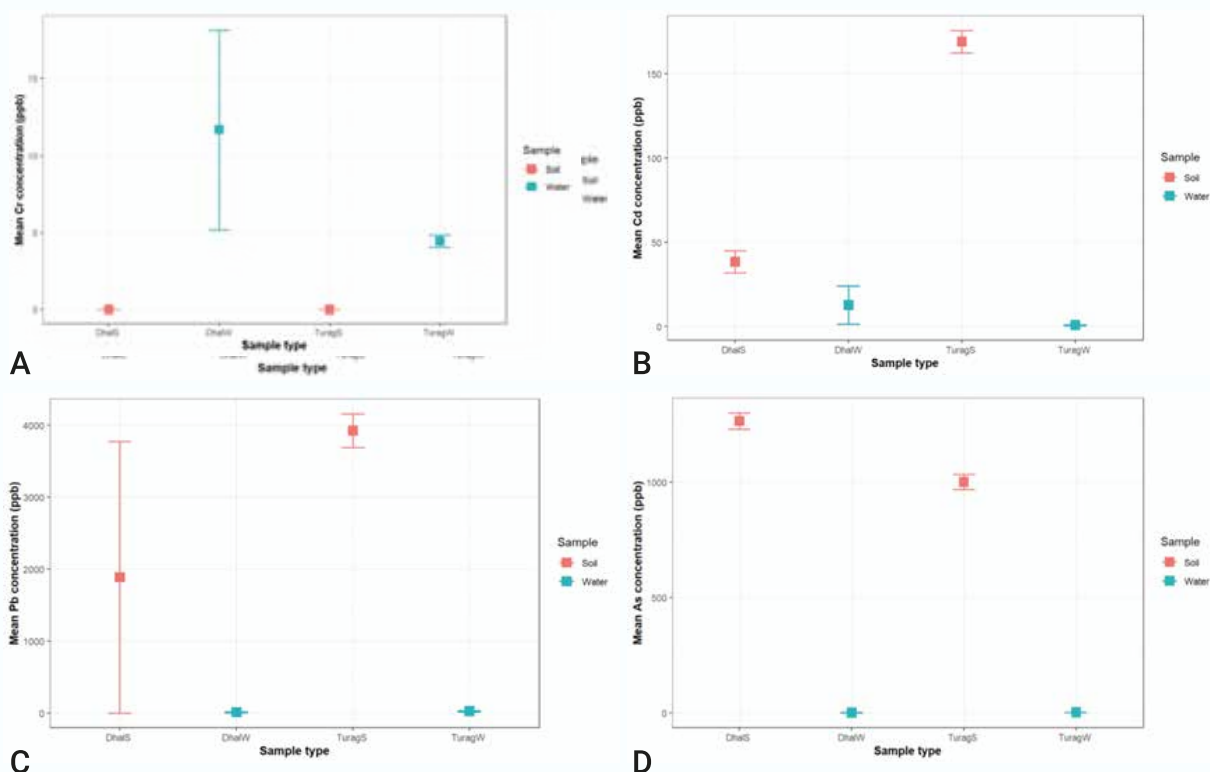 Mean Cr concentration (ppb)
15
10
5
0
DhalS DhalW TuragS TuragW
Sample type
Sample type
Sample
Soil
Water
ple
Soil
Water
A
Mean Cd concentration (ppb)
150
100
50
0
DhalS DhalW TuragS TuragW
Sample type
Sample
Soil
Water
B
Mean Pb concentration (ppb)
4000
3000
2000
1000
0
DhalS DhalW TuragS TuragW
Sample type
Sample
Soil
Water
C
Mean As concentration (ppb)
1000
500
0
DhalS DhalW TuragS TuragW
Sample type
Sample
Soil
Water
D